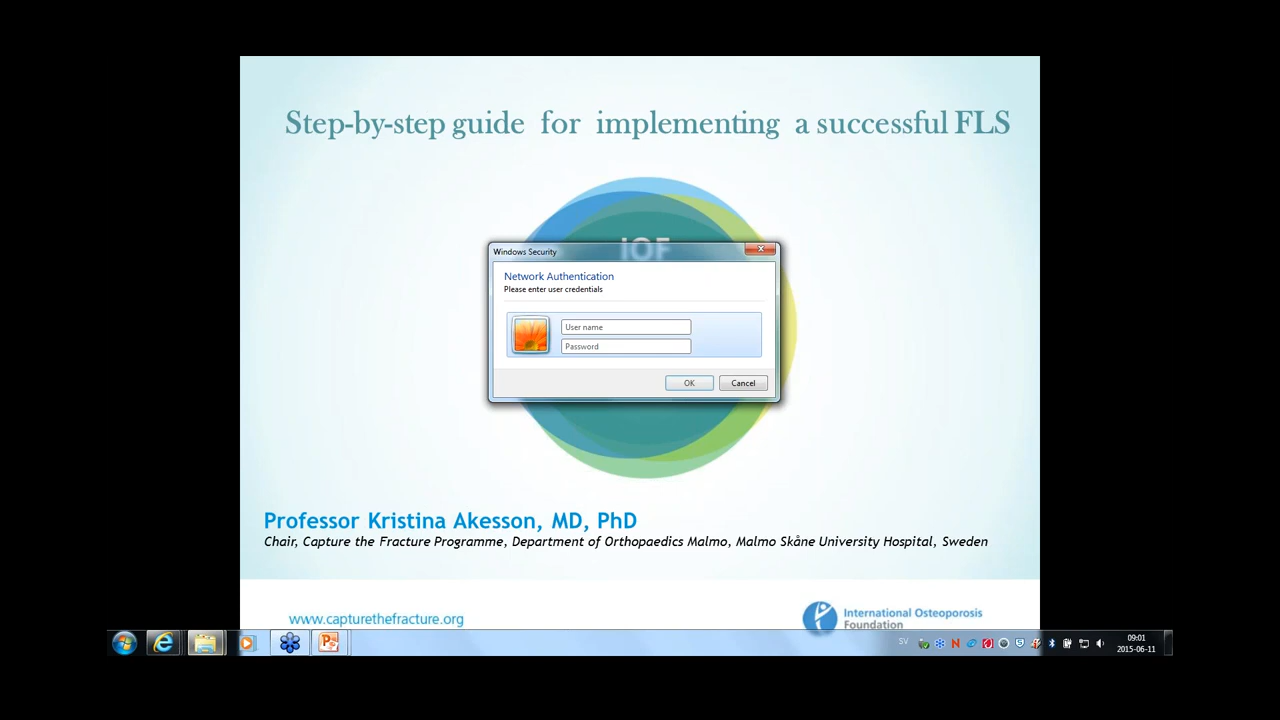 Step-by-step guide for implementing a successful FLS
IOF
Windows Security
Network Authentication
Please enter user credentials
User name
Password
OK
Cancel
Professor Kristina Akesson, MD, PhD
Chair, Capture the Fracture Programme, Department of Orthopaedics Malmo, Malmo Skåne University Hospital, Sweden
www.capturethefracture.org
International Osteoporosis
Foundation
SV
09:01
2015-06-11